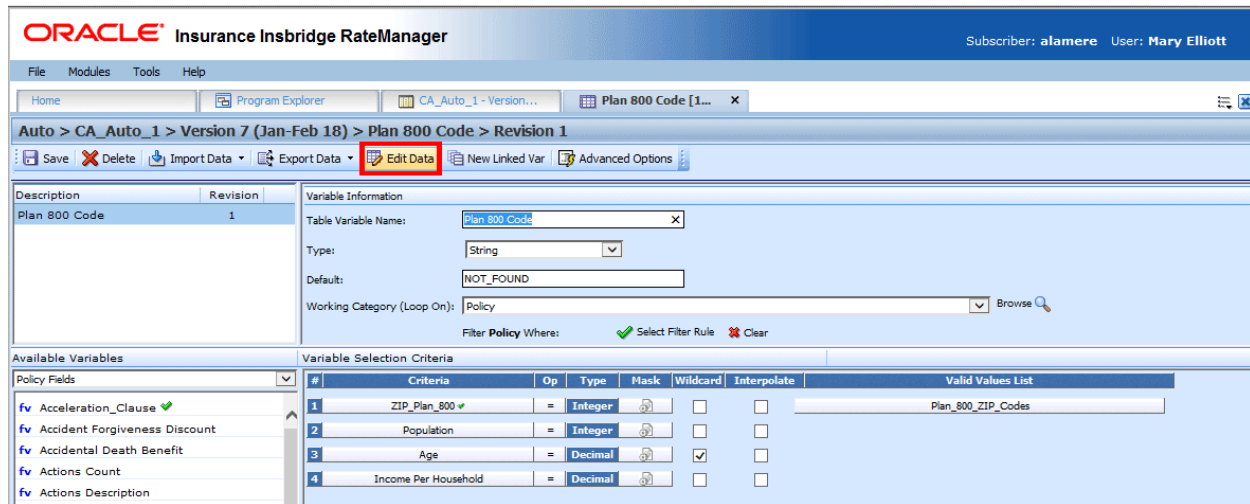 ORACLE Insurance Insbridge RateManager
Subscriber: alamere User: Mary Elliott
File Modules Tools Help
Home Program Explorer CA_Auto_1 - Version... Plan 800 Code [1... X
Auto > CA_Auto_1 > Version 7 (Jan-Feb 18) > Plan 800 Code > Revision 1
Save Delete Import Data Export Data Edit Data New Linked Var Advanced Options
Description Revision
Plan 800 Code 1
Variable Information
Table Variable Name: Plan 800 Code
Type: String
Default: NOT_FOUND
Working Category (Loop On): Policy Browse
Filter Policy Where: Select Filter Rule Clear
Available Variables
Policy Fields
fv Acceleration_Clause
fv Accident Forgiveness Discount
fv Accidental Death Benefit
fv Actions Count
fv Actions Description
Variable Selection Criteria
# Criteria Op Type Mask Wildcard Interpolate Valid Values List
1 ZIP_Plan_800 = Integer Plan_800_ZIP_Codes
2 Population = Integer
3 Age = Decimal
4 Income Per Household = Decimal